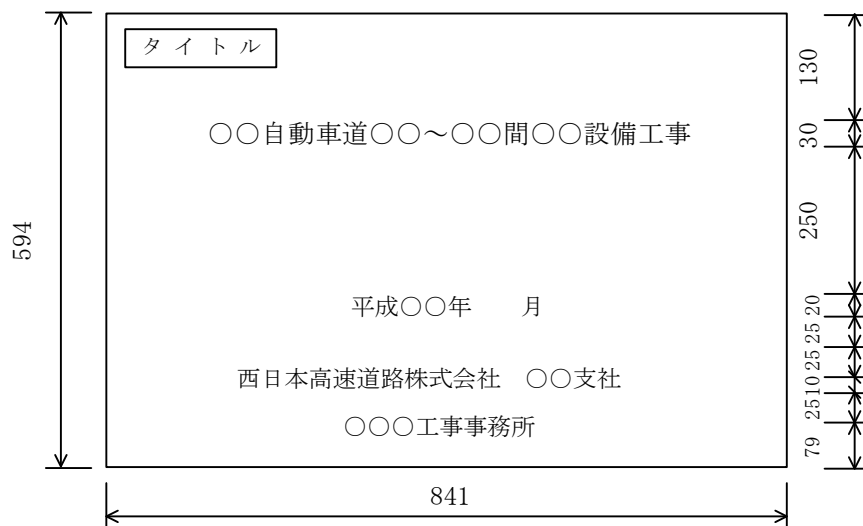 タイトル
○○自動車道○○～○○間○○設備工事
平成○○年　　月
西日本高速道路株式会社　○○支社
○○○工事事務所
594
841
130
30
250
20
25
25
10
25
79